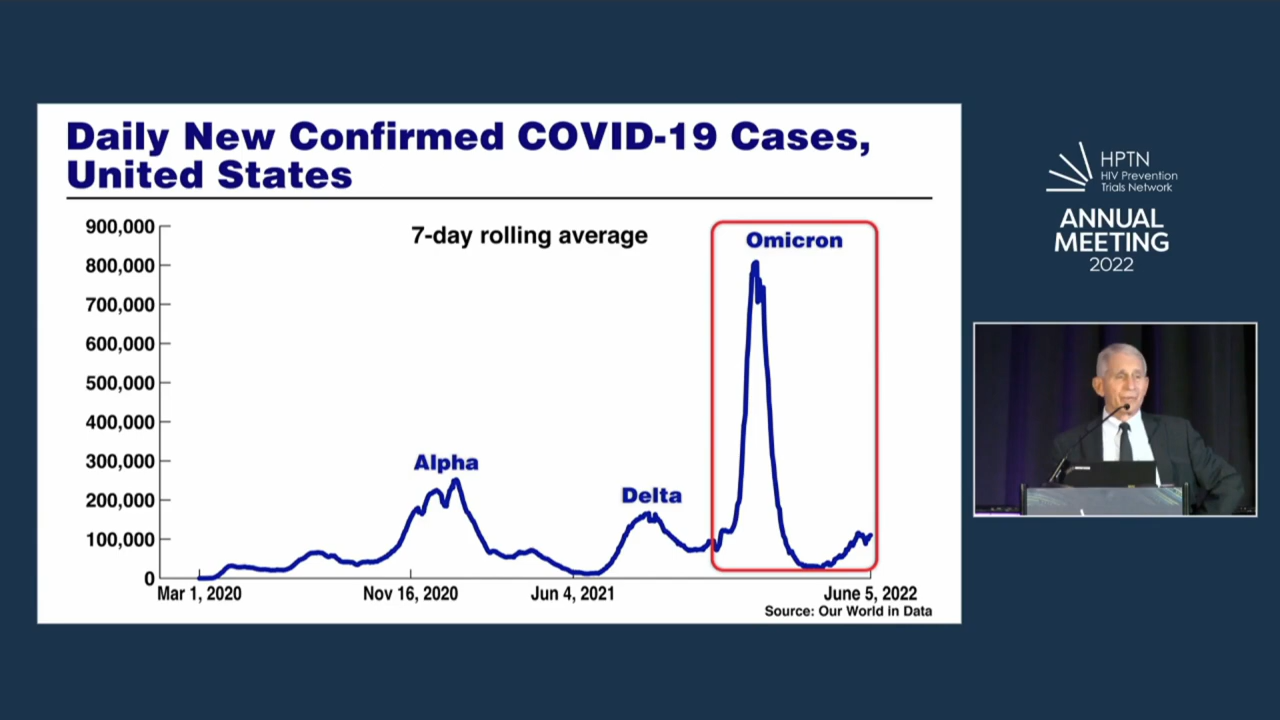 Daily New Confirmed COVID-19 Cases,
United States
7-day rolling average
900,000
800,000
700,000
600,000
500,000
400,000
300,000
200,000
100,000
0
Alpha
Delta
Omicron
Mar 1, 2020
Nov 16, 2020
Jun 4, 2021
June 5, 2022
Source: Our World in Data
HPTN
HIV Prevention
Trials Network
ANNUAL
MEETING
2022